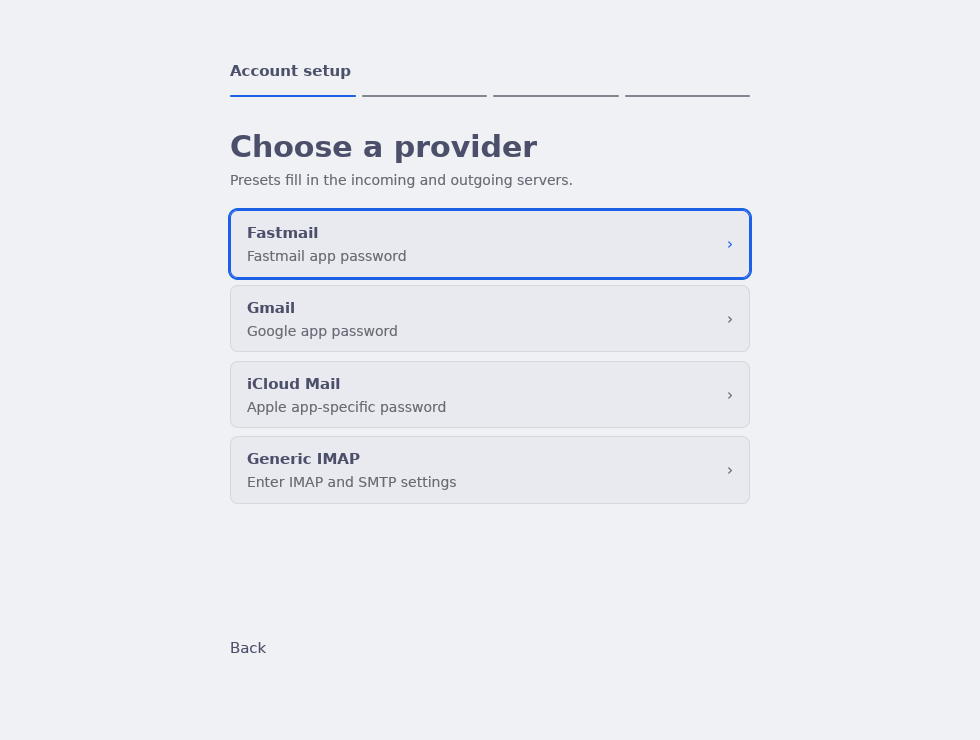 Account setup
Choose a provider
Presets fill in the incoming and outgoing servers.
Fastmail
Fastmail app password
Gmail
Google app password
iCloud Mail
Apple app-specific password
Generic IMAP
Enter IMAP and SMTP settings
Back